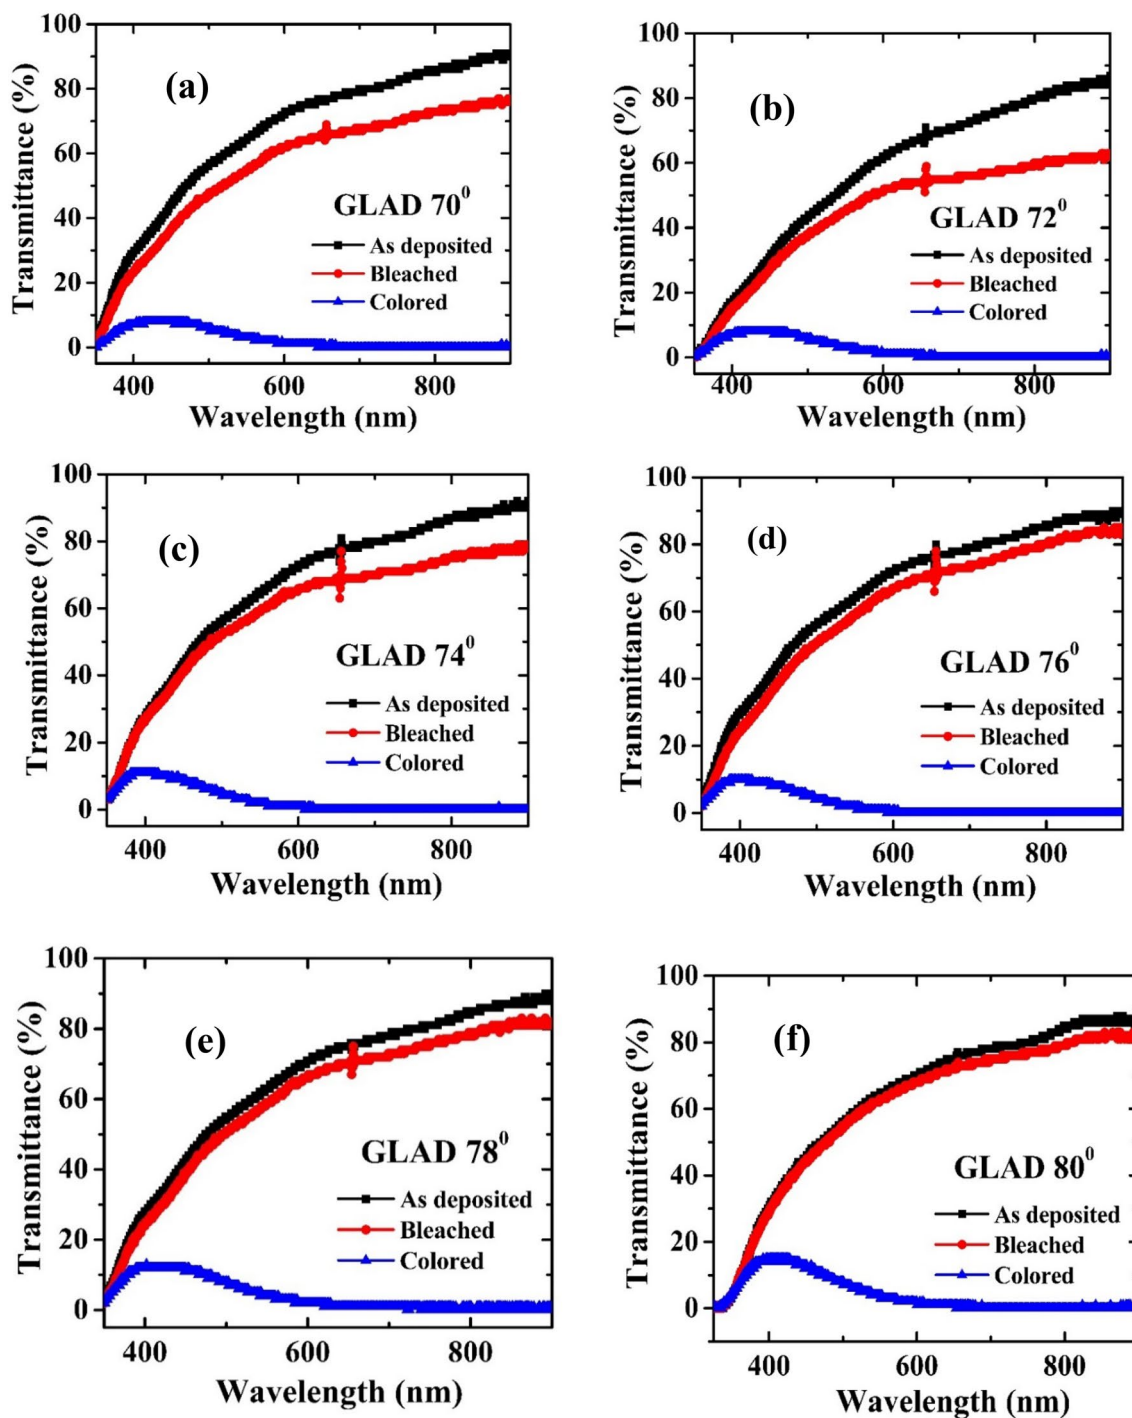 100
80
60
40
20
0
Transmittance (%)
(a)
GLAD 70⁰
As deposited
Bleached
Colored
400 600 800
Wavelength (nm)
100
80
60
40
20
0
Transmittance (%)
(b)
GLAD 72⁰
As deposited
Bleached
Colored
400 600 800
Wavelength (nm)
100
80
60
40
20
0
Transmittance (%)
(c)
GLAD 74⁰
As deposited
Bleached
Colored
400 600 800
Wavelength (nm)
100
80
60
40
20
0
Transmittance (%)
(d)
GLAD 76⁰
As deposited
Bleached
Colored
400 600 800
Wavelength (nm)
100
80
60
40
20
0
Transmittance (%)
(e)
GLAD 78⁰
As deposited
Bleached
Colored
400 600 800
Wavelength (nm)
100
80
60
40
20
0
Transmittance (%)
(f)
GLAD 80⁰
As deposited
Bleached
Colored
400 600 800
Wavelength (nm)